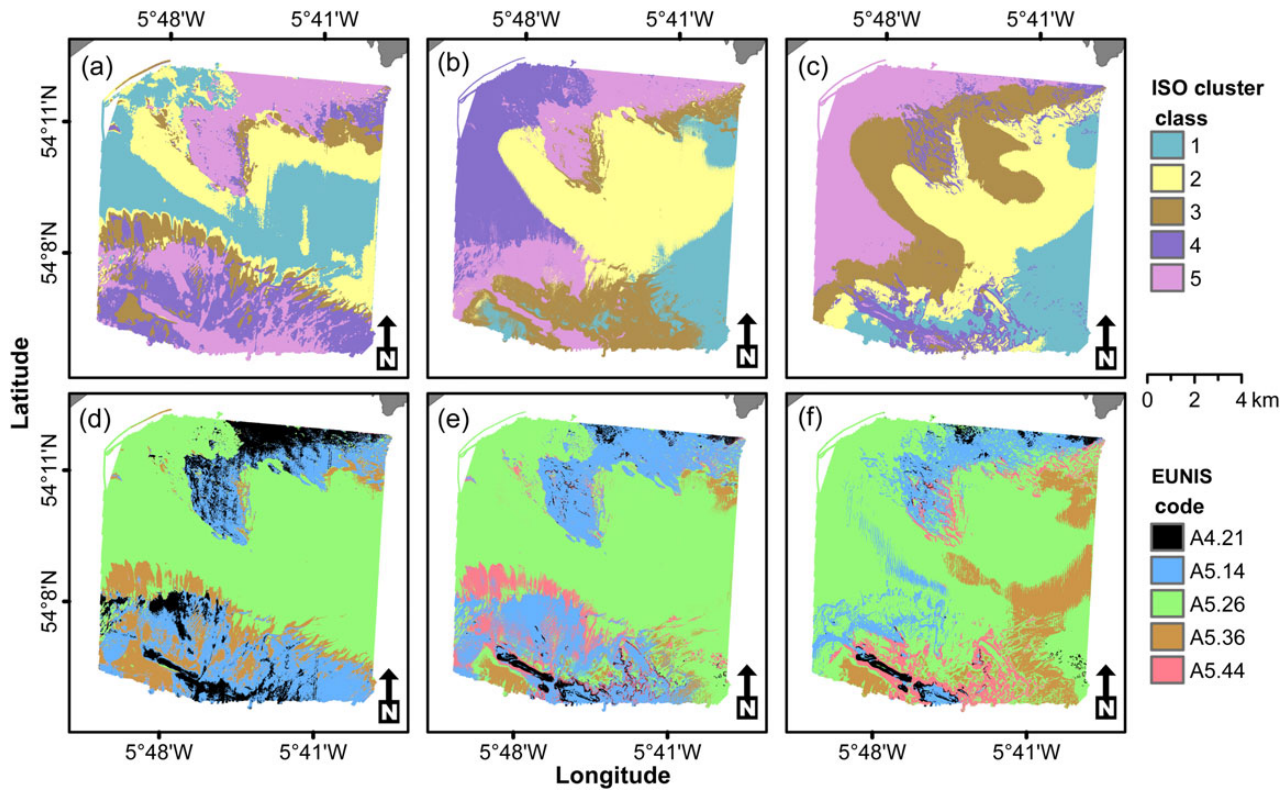 5°48'W 5°41'W 5°41'W 5°48'W 5°41'W
(a) (b) (c)
54°11'N
54°8'N
N N N
ISO cluster
class
1
2
3
4
5
0 2 4 km
Latitude
(d) (e) (f)
54°11'N
54°8'N
N N N
EUNIS
code
A4.21
A5.14
A5.26
A5.36
A5.44
5°48'W 5°41'W 5°48'W 5°41'W 5°48'W 5°41'W
Longitude